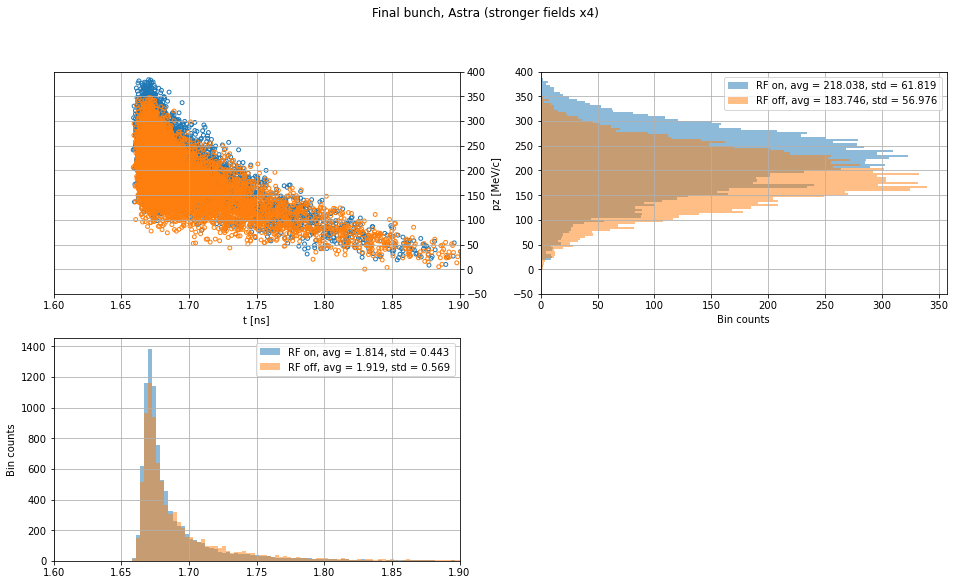 Final bunch, Astra (stronger fields x4)
400
350
300
250
200
150
100
50
0
−50
pz [MeV/c]
1.60 1.65 1.70 1.75 1.80 1.85 1.90
t [ns]
RF on, avg = 218.038, std = 61.819
RF off, avg = 183.746, std = 56.976
400
350
300
250
200
150
100
50
0
−50
0 50 100 150 200 250 300 350
Bin counts
RF on, avg = 1.814, std = 0.443
RF off, avg = 1.919, std = 0.569
Bin counts
1400
1200
1000
800
600
400
200
0
1.60 1.65 1.70 1.75 1.80 1.85 1.90